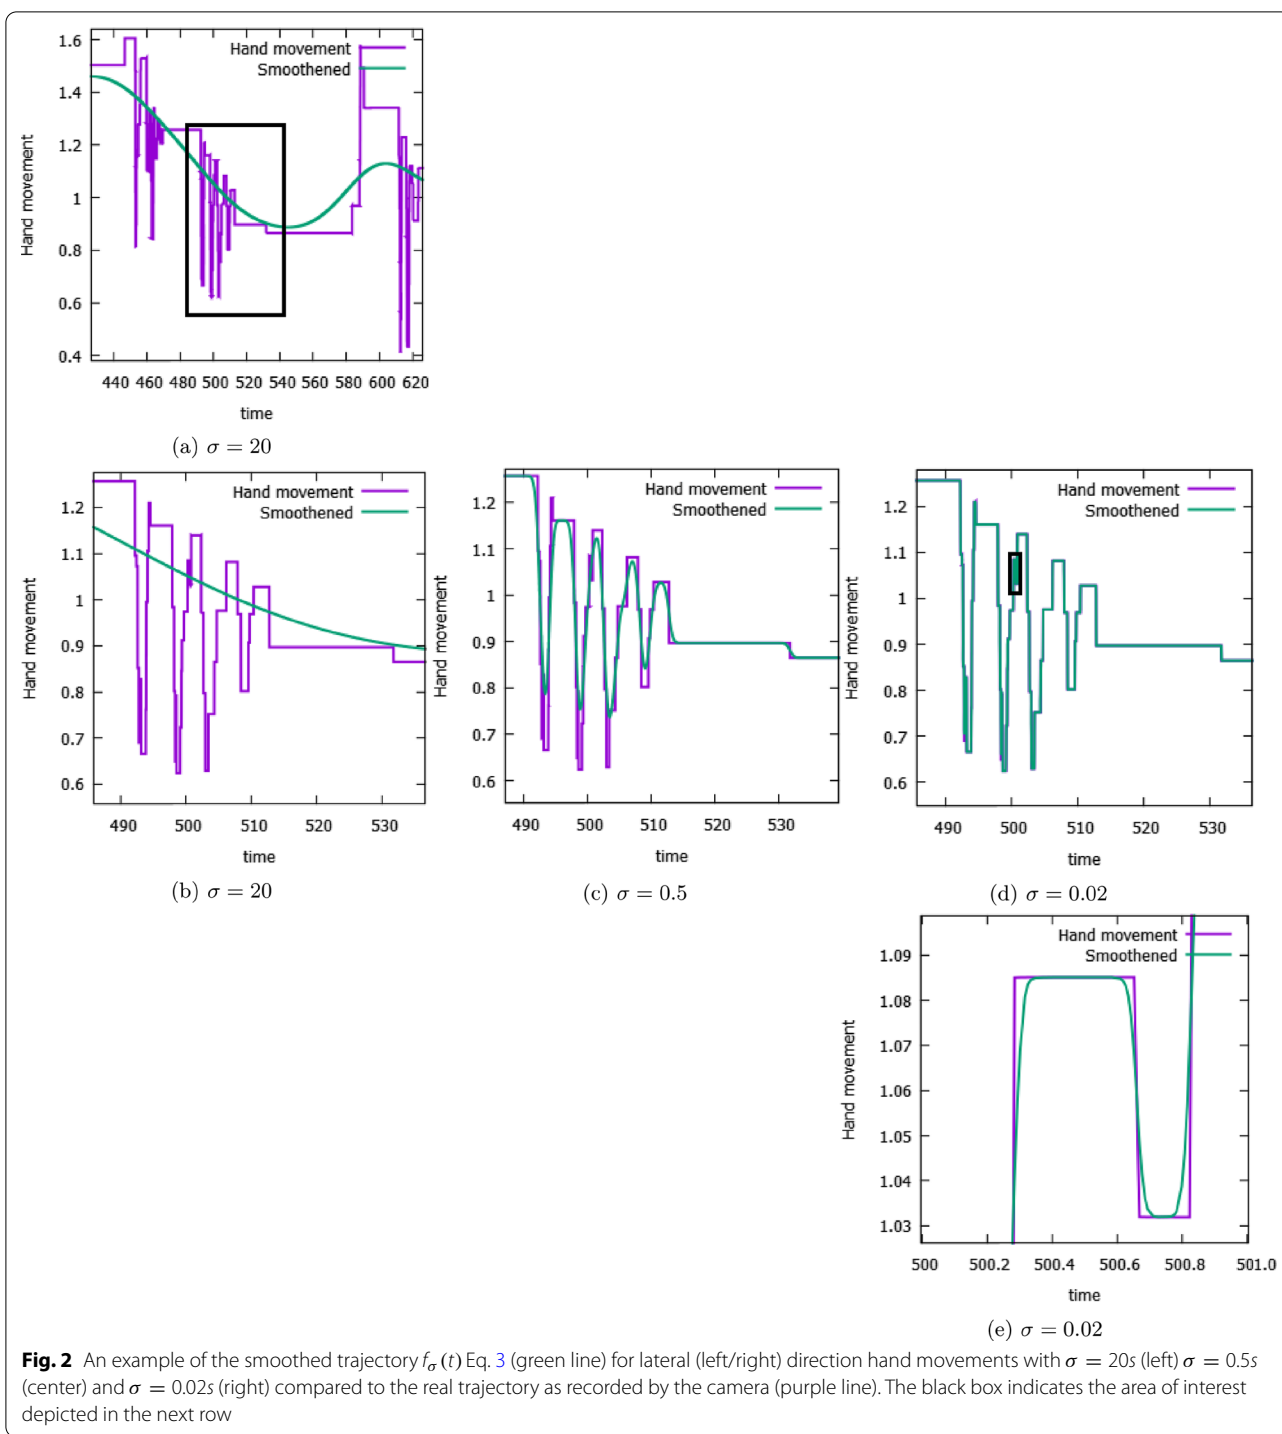 1.6
1.4
1.2
1
0.8
0.6
0.4
Hand movement
Hand movement
Smoothened
440 460 480 500 520 540 560 580 600 620
time
(a) σ = 20
1.2
1.1
1
0.9
0.8
0.7
0.6
Hand movement
Hand movement
Smoothened
490 500 510 520 530
time
(b) σ = 20
1.2
1.1
1
0.9
0.8
0.7
0.6
Hand movement
Hand movement
Smoothened
490 500 510 520 530
time
(c) σ = 0.5
1.2
1.1
1
0.9
0.8
0.7
0.6
Hand movement
Hand movement
Smoothened
490 500 510 520 530
time
(d) σ = 0.02
1.09
1.08
1.07
1.06
1.05
1.04
1.03
Hand movement
Hand movement
Smoothened
500 500.2 500.4 500.6 500.8 501.0
time
(e) σ = 0.02
Fig. 2 An example of the smoothed trajectory fσ(t) Eq. 3 (green line) for lateral (left/right) direction hand movements with σ = 20s (left) σ = 0.5s
(center) and σ = 0.02s (right) compared to the real trajectory as recorded by the camera (purple line). The black box indicates the area of interest
depicted in the next row